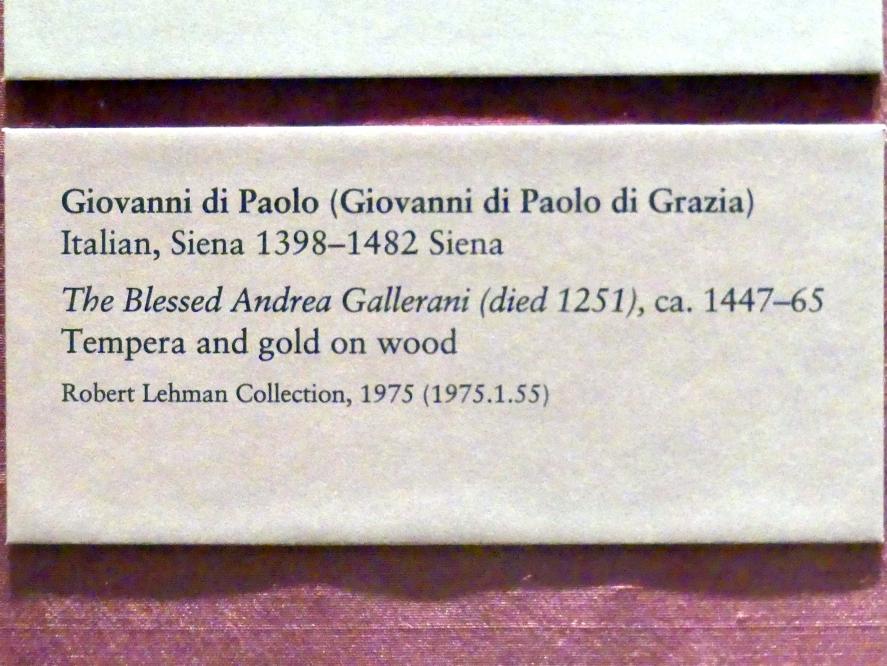 Giovanni di Paolo (Giovanni di Paolo di Grazia)
Italian, Siena 1398–1482 Siena
The Blessed Andrea Gallerani (died 1251), ca. 1447–65
Tempera and gold on wood
Robert Lehman Collection, 1975 (1975.1.55)